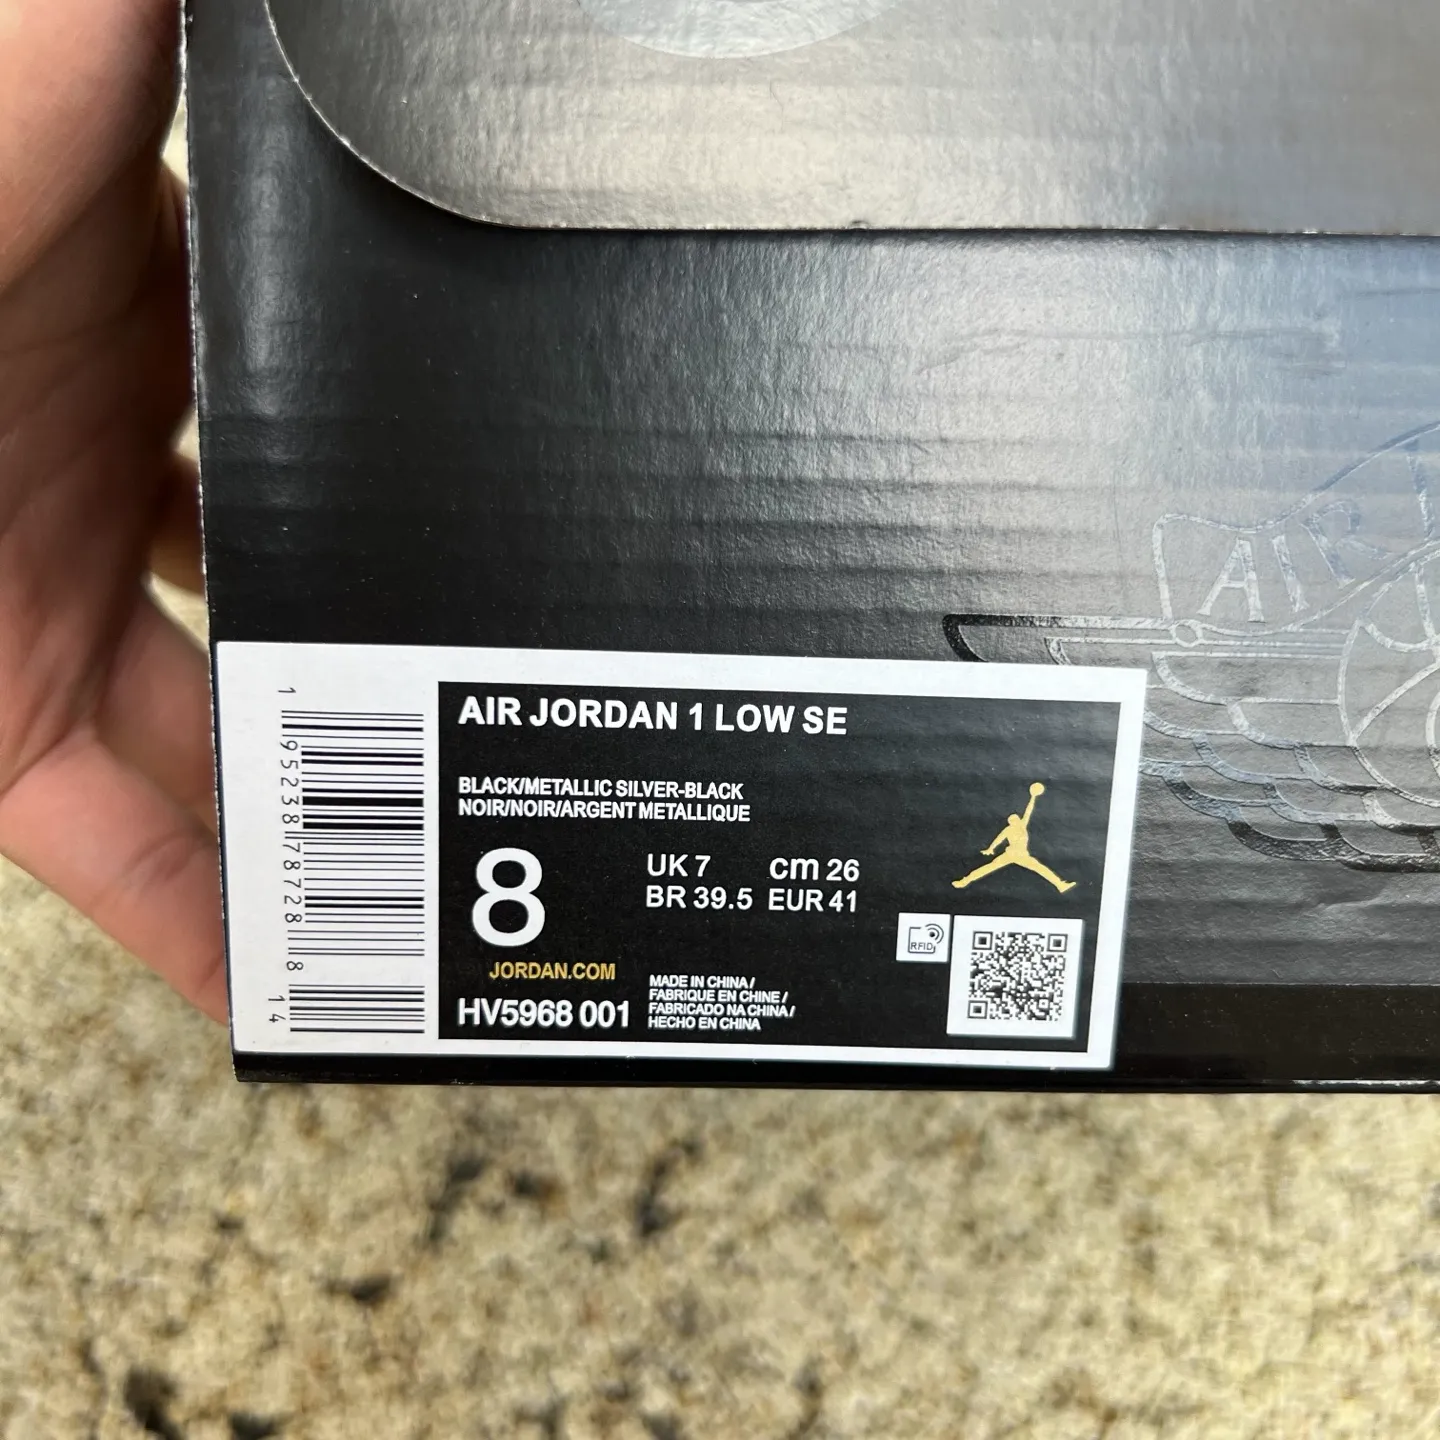 AIR
AIR JORDAN 1 LOW SE
BLACK/METALLIC SILVER-BLACK
NOIR/NOIR/ARGENT METALLIQUE
8
UK 7 cm 26
BR 39.5 EUR 41
JORDAN.COM
HV5968 001
MADE IN CHINA /
FABRIQUE EN CHINE /
FABRICADO NA CHINA /
HECHO EN CHINA
RFID
1 95238 78728 8
14